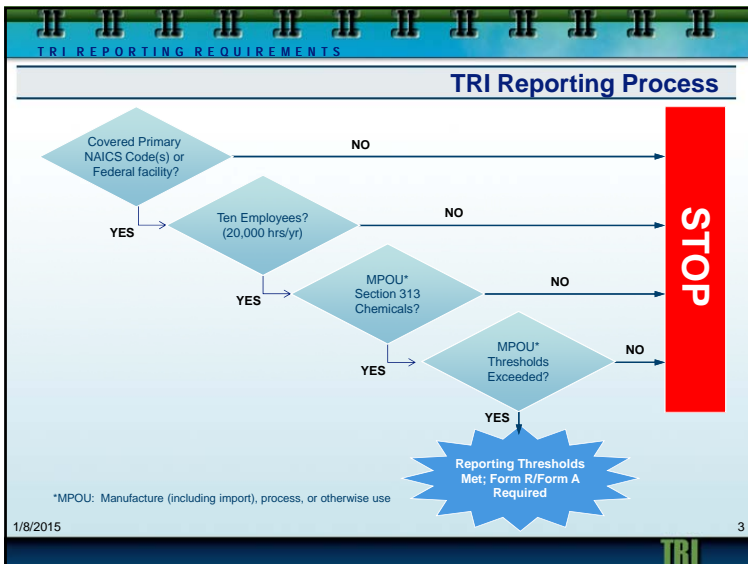 TRI REPORTING REQUIREMENTS
TRI Reporting Process
Covered Primary
NAICS Code(s) or
Federal facility?
NO
YES
Ten Employees?
(20,000 hrs/yr)
NO
YES
MPOU*
Section 313
Chemicals?
NO
YES
MPOU*
Thresholds
Exceeded?
NO
YES
STOP
Reporting Thresholds
Met; Form R/Form A
Required
*MPOU: Manufacture (including import), process, or otherwise use
1/8/2015
3
TRI